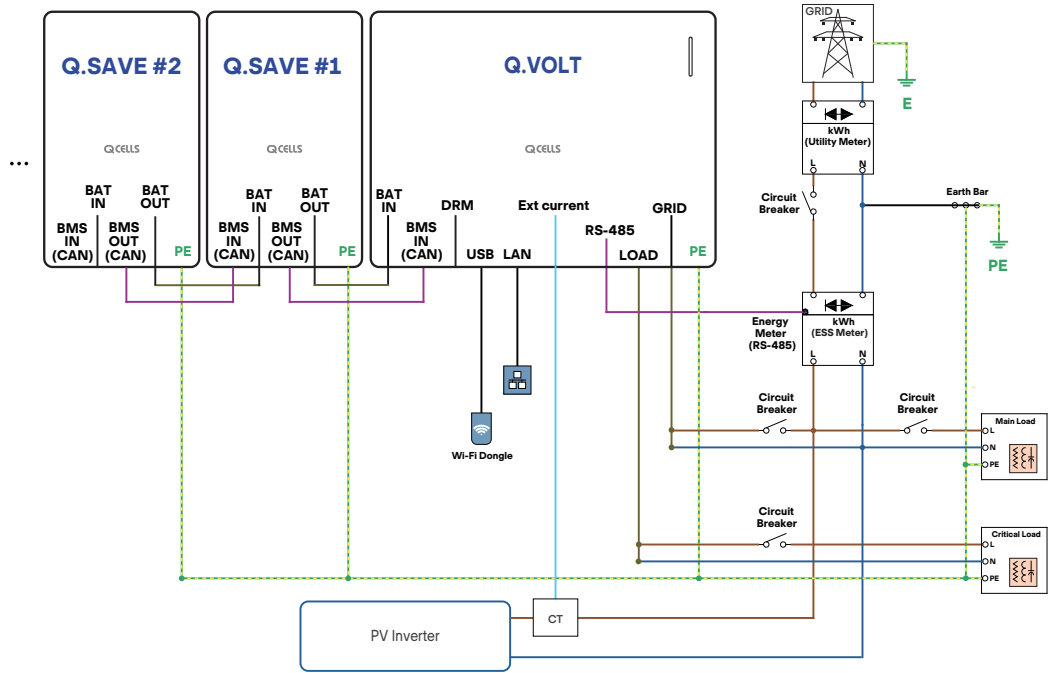 Q.SAVE #2
Q.SAVE #1
Q.VOLT
GRID
E
QCELLS
QCELLS
QCELLS
kWh
(Utility Meter)
L
N
...
BAT
IN
BAT
OUT
BMS
IN
(CAN)
BMS
OUT
(CAN)
PE
BAT
IN
BAT
OUT
BMS
IN
(CAN)
BMS
OUT
(CAN)
PE
BAT
IN
BMS
IN
(CAN)
DRM
USB
LAN
Ext current
RS-485
LOAD
GRID
PE
Circuit
Breaker
Earth Bar
PE
Energy
Meter
(RS-485)
kWh
(ESS Meter)
L
N
Wi-Fi Dongle
Circuit
Breaker
Circuit
Breaker
Main Load
L
N
PE
Circuit
Breaker
Critical Load
L
N
PE
CT
PV Inverter